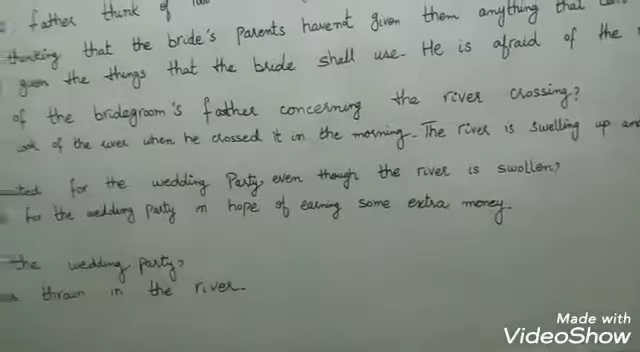 father think of
thinking that the bride's parents haven't given them anything that
given the things that the bride shall use. He is afraid of the
of the bridegroom's father concerning the river crossing?
of the river when he crossed it in the morning. The river is swelling up and
for the wedding Party, even though the river is swollen?
for the wedding party in hope of earning some extra money.
the wedding party?
thrown in the river.
Made with
VideoShow